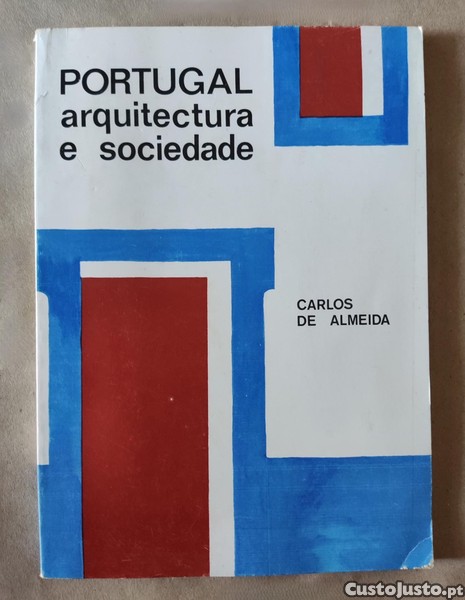 PORTUGAL
arquitectura
e sociedade
CARLOS
DE ALMEIDA
CustoJusto.pt